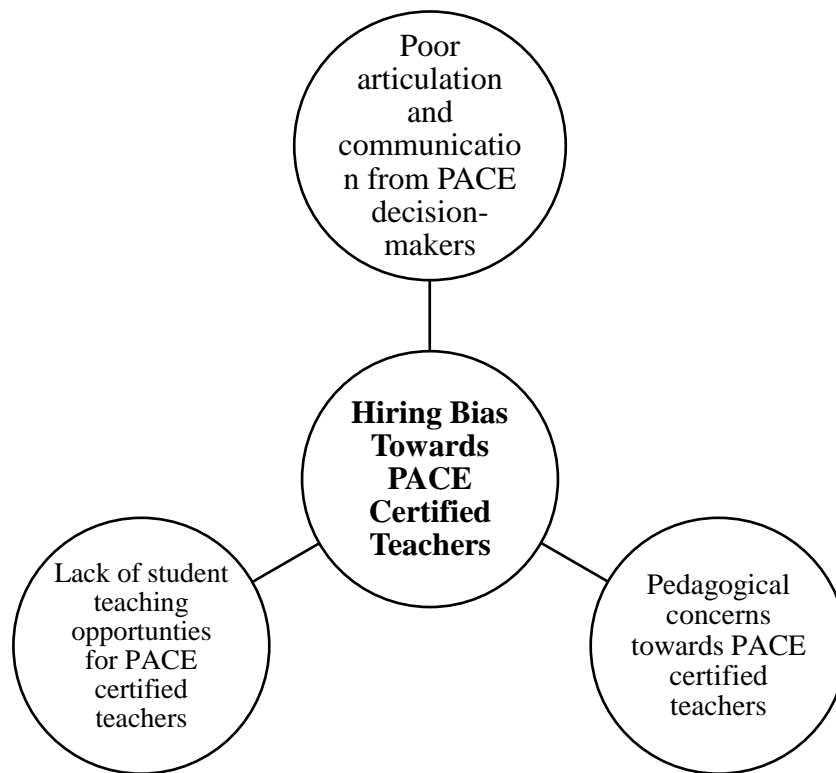 Poor
articulation
and
communicatio
n from PACE
decision-
makers
Hiring Bias
Towards
PACE
Certified
Teachers
Lack of student
teaching
opportunties
for PACE
certified
teachers
Pedagogical
concerns
towards PACE
certified
teachers